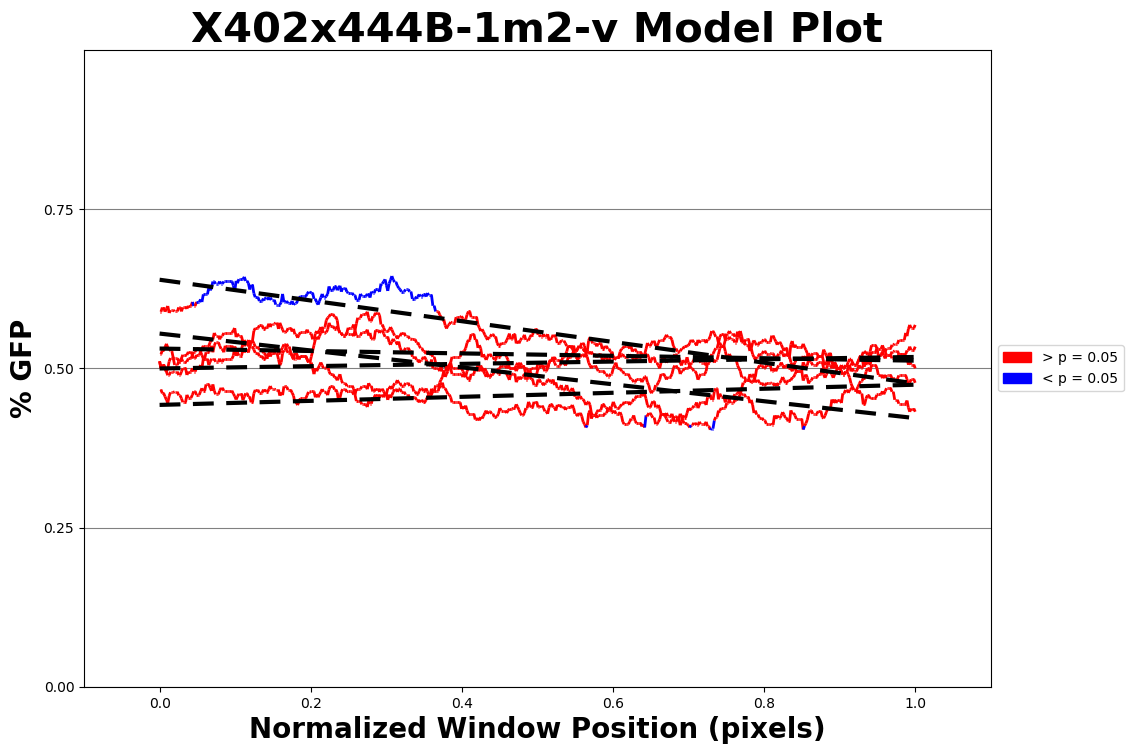 X402x444B-1m2-v Model Plot
% GFP
0.75
0.50
0.25
0.00
0.0 0.2 0.4 0.6 0.8 1.0
Normalized Window Position (pixels)
> p = 0.05
< p = 0.05